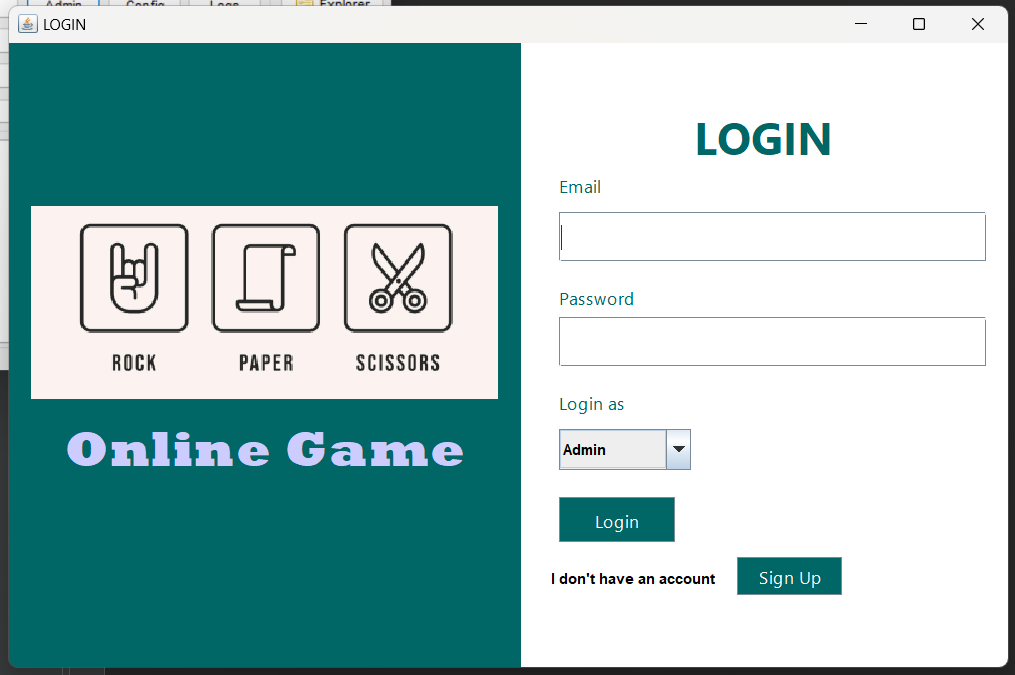 Admin Config Logs Explorer
LOGIN
ROCK PAPER SCISSORS
Online Game
LOGIN
Email
Password
Login as
Admin
Login
I don't have an account Sign Up